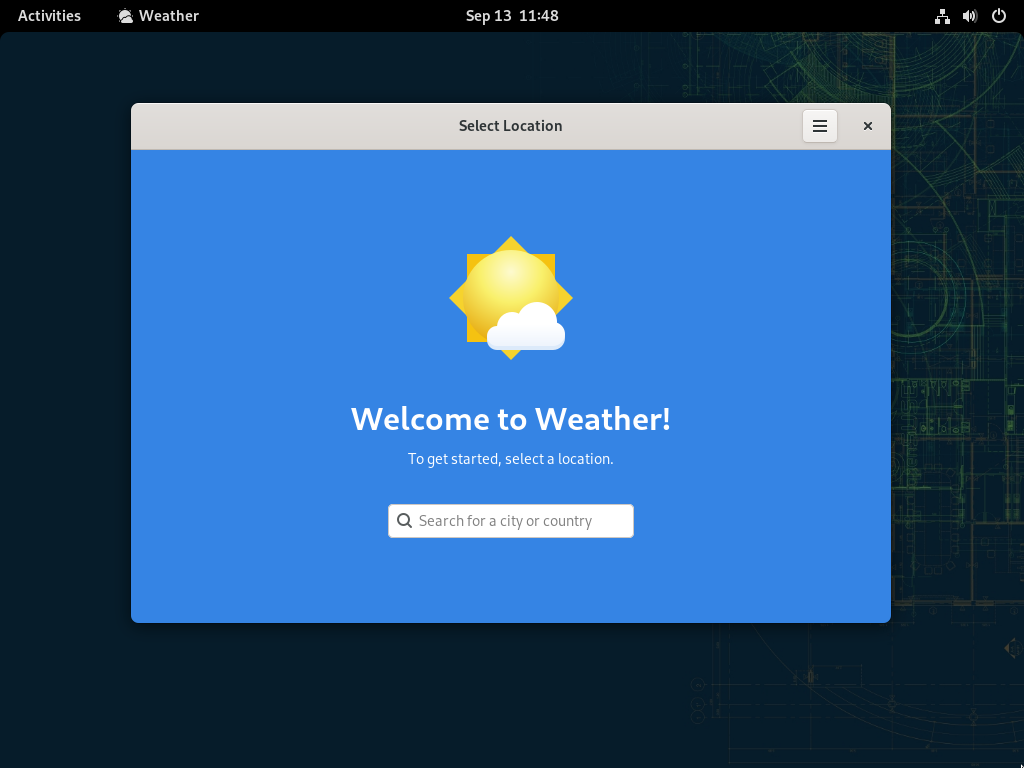 Activities Weather Sep 13 11:48
Select Location
Welcome to Weather!
To get started, select a location.
Search for a city or country